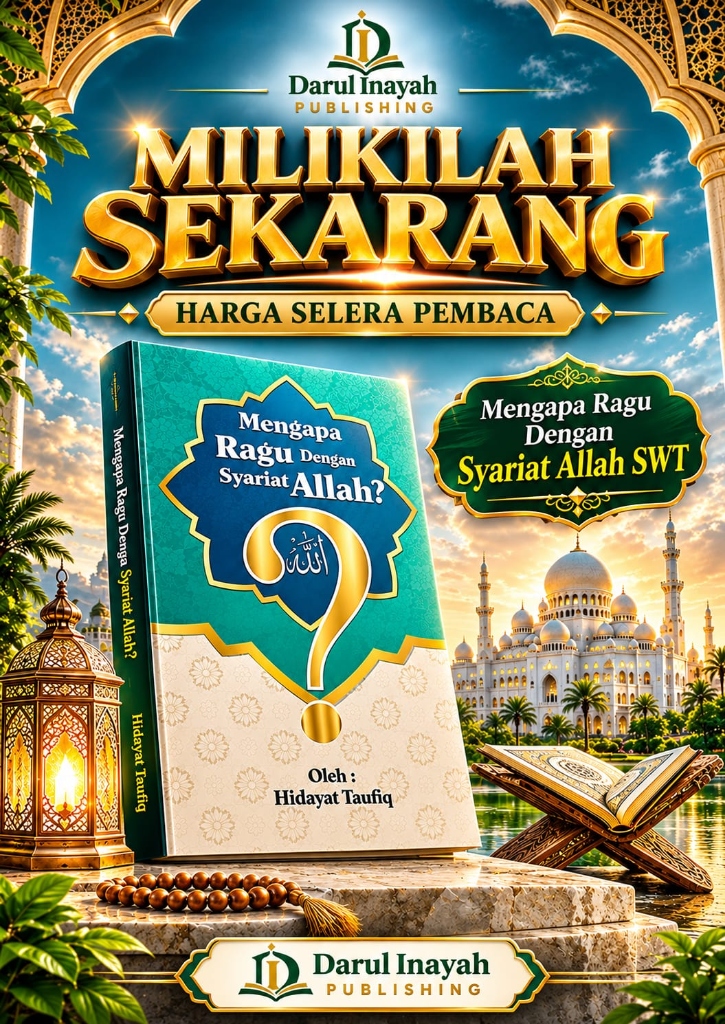 Darul Inayah
PUBLISHING
MILIKILAH
SEKARANG
HARGA SELERA PEMBACA
Mengapa
Ragu Dengan
Syariat Allah?
الله
Oleh :
Hidayat Taufiq
Mengapa Ragu Denga Syariat Allah?
Hidayat Taufiq
Mengapa Ragu
Dengan
Syariat Allah SWT
Darul Inayah
PUBLISHING